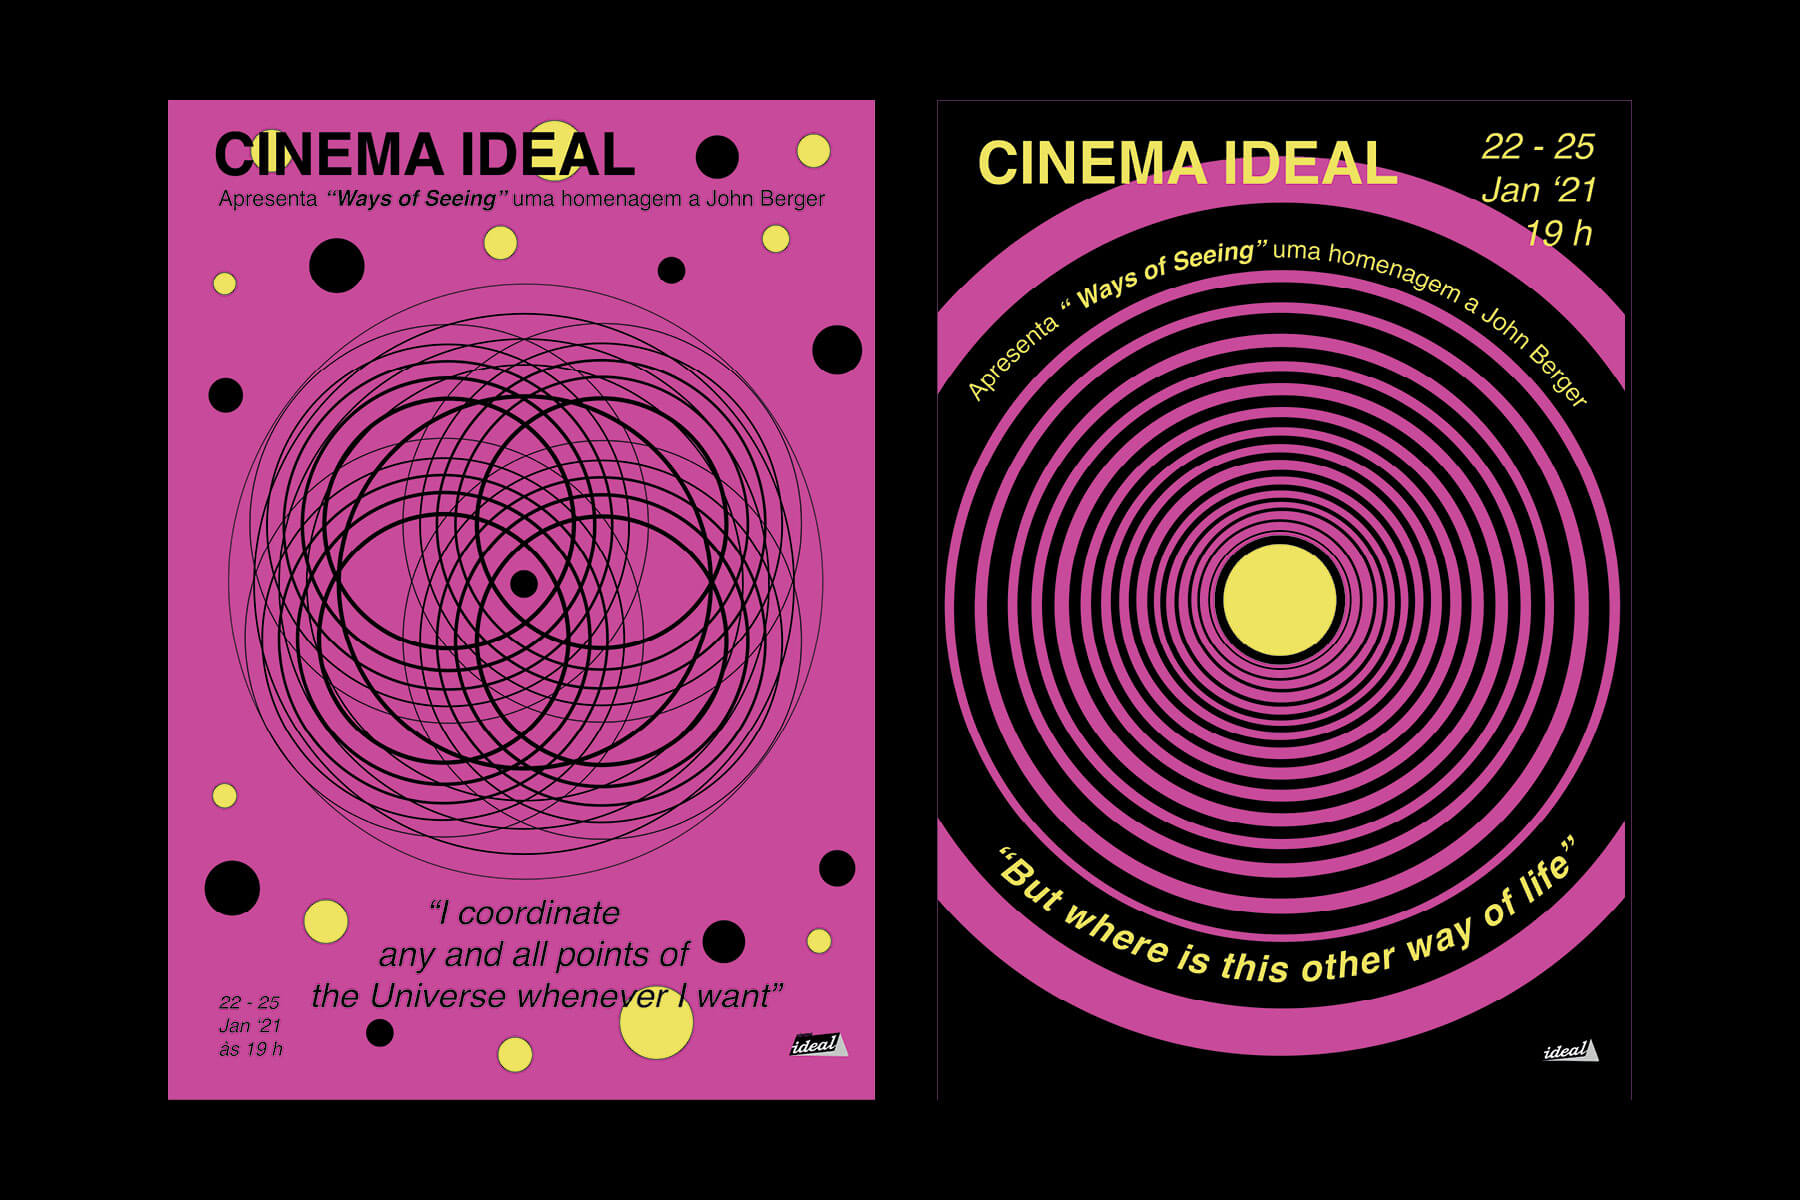 CINEMA IDEAL
Apresenta “Ways of Seeing” uma homenagem a John Berger
“I coordinate
any and all points of
the Universe whenever I want”
22 - 25
Jan ‘21
às 19 h
ideal
CINEMA IDEAL
22 - 25
Jan ‘21
19 h
Apresenta “ Ways of Seeing” uma homenagem a John Berger
“But where is this other way of life”
ideal